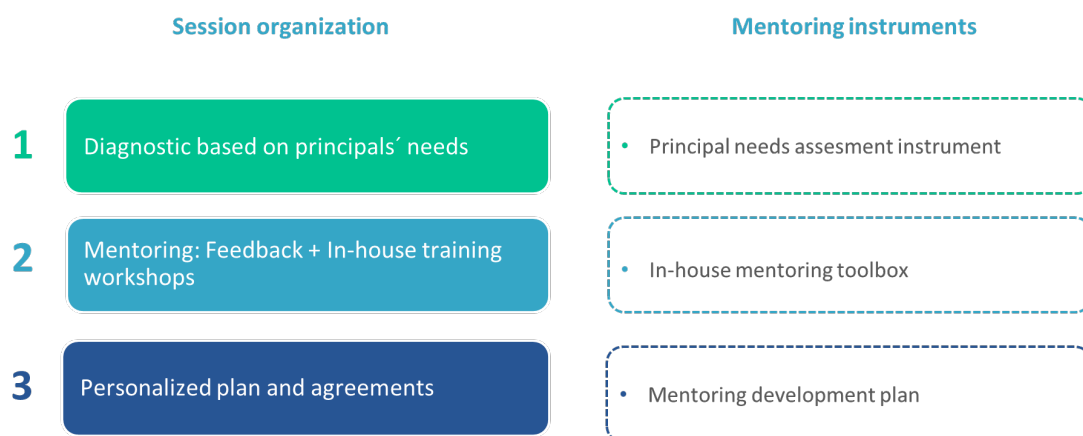 Session organization
Mentoring instruments
1
Diagnostic based on principals´ needs
• Principal needs assesment instrument
2
Mentoring: Feedback + In-house training
workshops
• In-house mentoring toolbox
3
Personalized plan and agreements
• Mentoring development plan